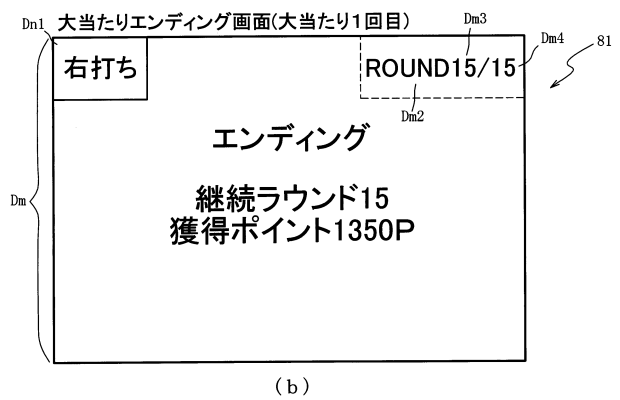 大当たりエンディング画面(大当たり1回目)
Dn1
Dm3
Dm4
81
右打ち
ROUND15/15
Dm2
エンディング
Dm
継続ラウンド15
獲得ポイント1350P
(b)